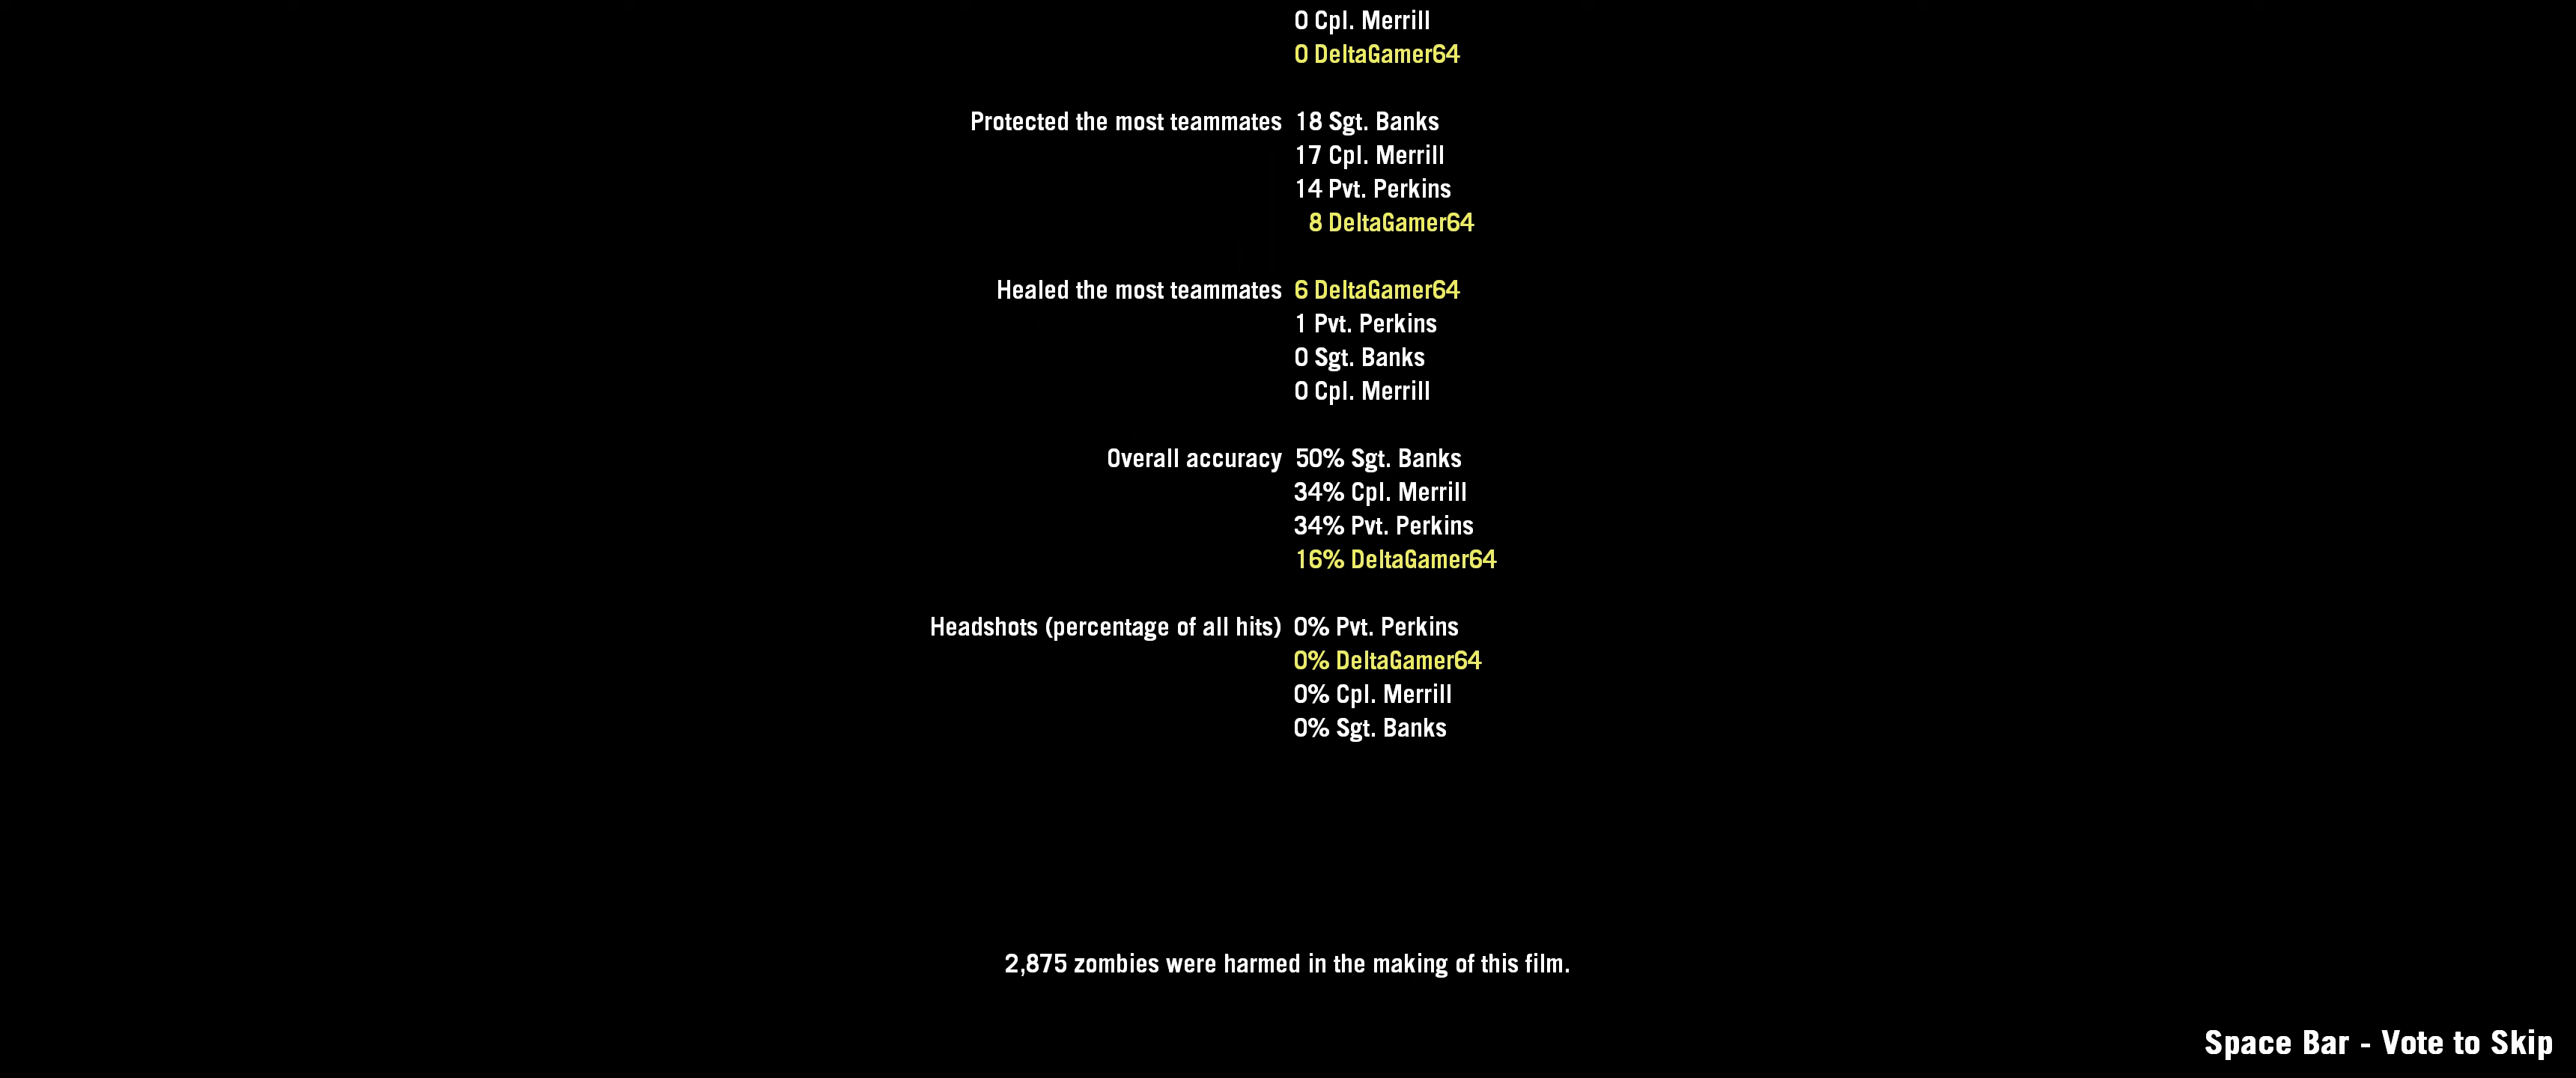 0 Cpl. Merrill
0 DeltaGamer64
Protected the most teammates 18 Sgt. Banks
17 Cpl. Merrill
14 Pvt. Perkins
8 DeltaGamer64
Healed the most teammates 6 DeltaGamer64
1 Pvt. Perkins
0 Sgt. Banks
0 Cpl. Merrill
Overall accuracy 50% Sgt. Banks
34% Cpl. Merrill
34% Pvt. Perkins
16% DeltaGamer64
Headshots (percentage of all hits) 0% Pvt. Perkins
0% DeltaGamer64
0% Cpl. Merrill
0% Sgt. Banks
2,875 zombies were harmed in the making of this film.
Space Bar - Vote to Skip